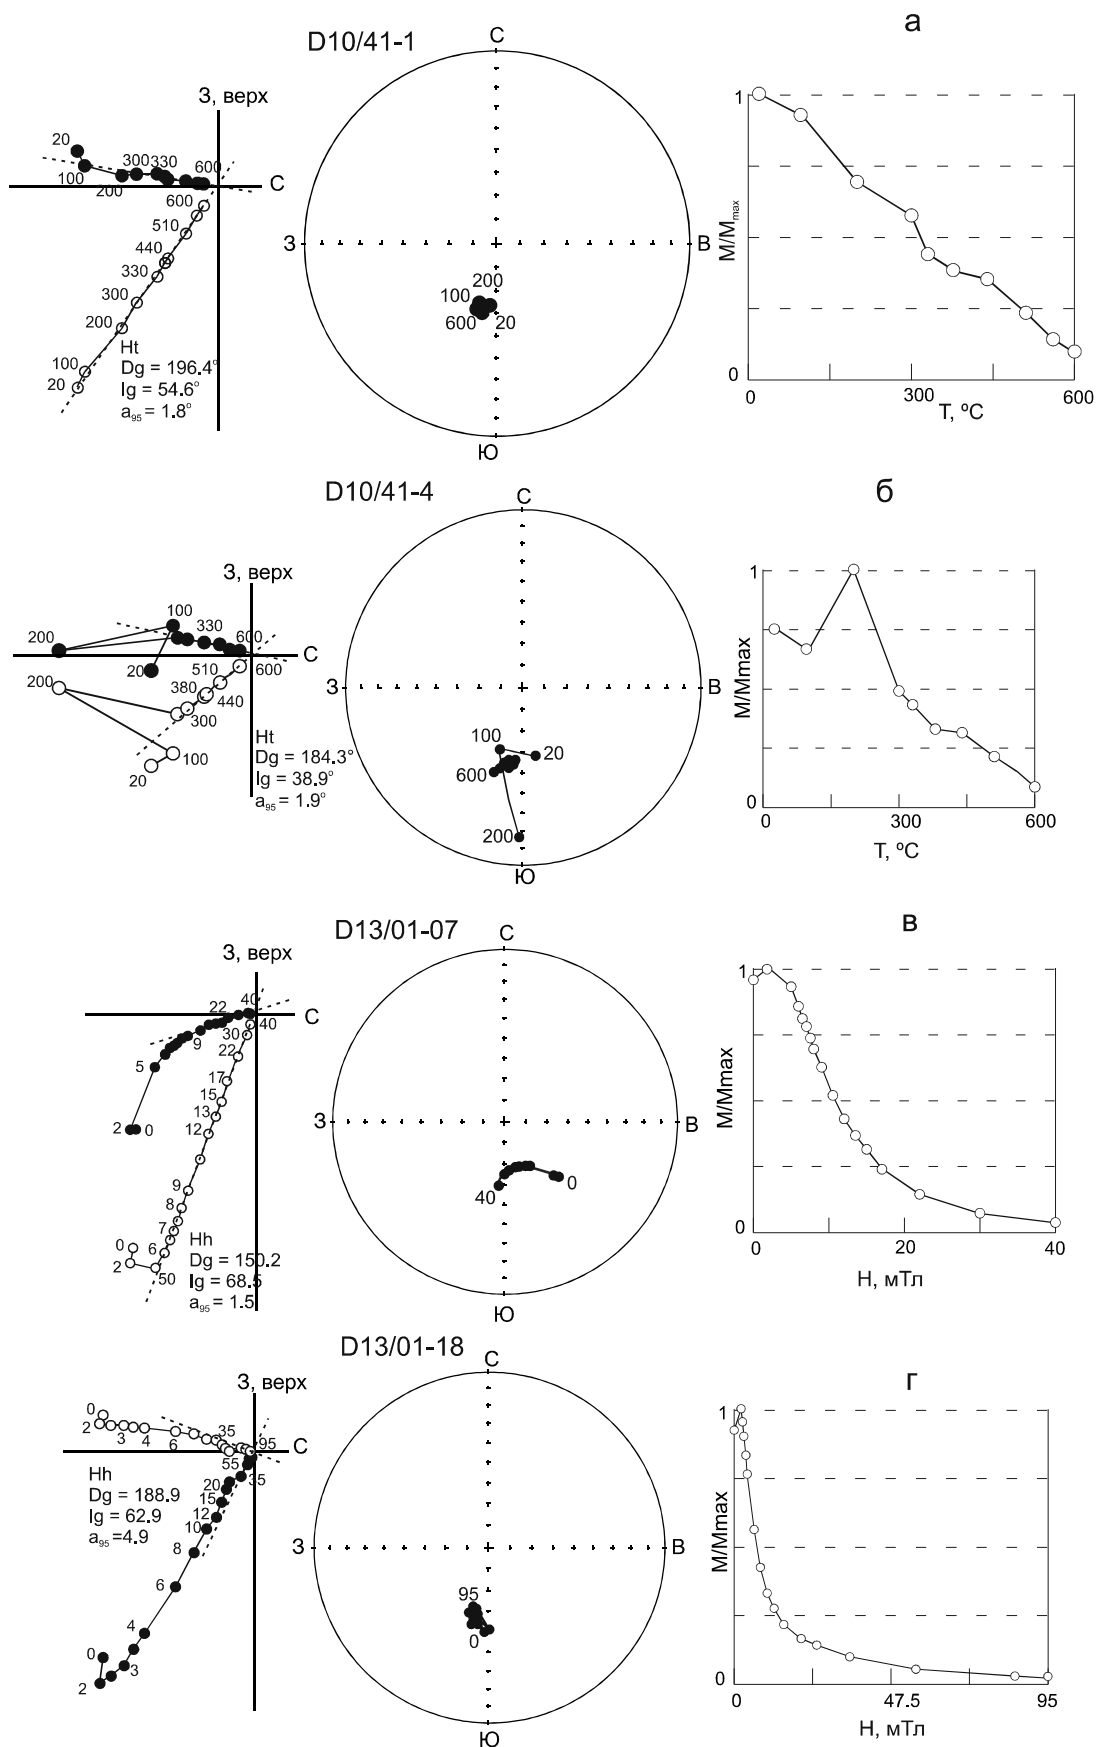 D10/41-1
а
С
З
В
Ю
З, верх
С
20
100
200
300
330
600
600
510
440
330
300
200
100
20
Ht
Dg = 196.4°
Ig = 54.6°
a₉₅ = 1.8°
200
100
600
20
M/Mmax
1
0
0
300
600
T, ºC
D10/41-4
б
С
З
В
Ю
З, верх
С
200
100
330
600
20
600
510
200
380
440
300
100
20
Ht
Dg = 184.3°
Ig = 38.9°
a₉₅ = 1.9°
100
20
600
200
M/Mmax
1
0
0
300
600
T, ºC
D13/01-07
в
С
З
В
Ю
З, верх
С
22
40
9
5
2
0
40
30
22
17
15
13
12
9
8
7
6
50
0
2
Hh
Dg = 150.2
Ig = 68.5
a₉₅ = 1.5
40
0
M/Mmax
1
0
0
20
40
H, мТл
D13/01-18
г
С
З
В
Ю
З, верх
С
0
2
3
4
6
35
95
55
35
20
15
12
10
8
6
4
3
0
2
Hh
Dg = 188.9
Ig = 62.9
a₉₅ =4.9
95
0
M/Mmax
1
0
0
47.5
95
H, мТл